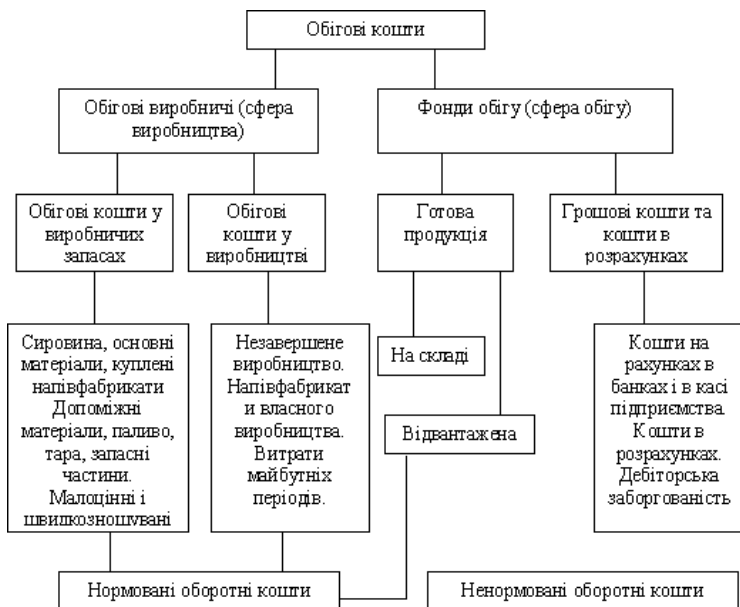 Обігові кошти
Обігові виробничі (сфера
виробництва)
Фонди обігу (сфера обігу)
Обігові кошти у
виробничих
запасах
Обігові
кошти у
виробництві
Готова
продукція
Грошові кошти та
кошти в
розрахунках
Сировина, основні
матеріали, куплені
напівфабрикати
Допоміжні
матеріали, паливо,
тара, запасні
частини.
Малоцінні і
швидкозношувані
Незавершене
виробництво.
Напівфабрикат
и власного
виробництва.
Витрати
майбутніх
періодів.
На складі
Відвантажена
Кошти на
рахунках в
банках і в касі
підприємства
Кошти в
розрахунках.
Дебіторська
заборгованість
Нормовані оборотні кошти
Ненормовані оборотні кошти